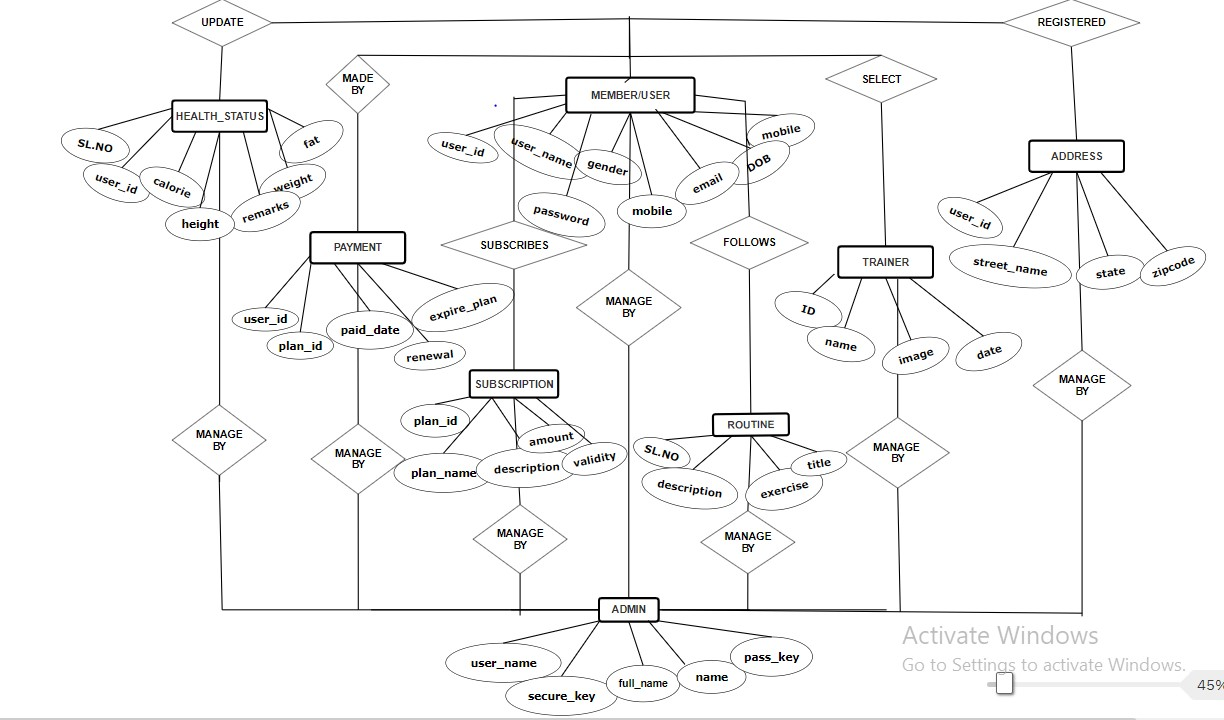 UPDATE
REGISTERED
MADE
BY
SELECT
MEMBER/USER
HEALTH_STATUS
SL.NO
user_id
calorie
height
remarks
weight
fat
user_id
user_name
password
gender
mobile
email
DOB
mobile
ADDRESS
user_id
street_name
state
zipcode
PAYMENT
user_id
plan_id
paid_date
renewal
expire_plan
SUBSCRIBES
MANAGE
BY
FOLLOWS
TRAINER
ID
name
image
date
SUBSCRIPTION
plan_id
plan_name
description
amount
validity
ROUTINE
SL.NO
description
exercise
title
MANAGE
BY
MANAGE
BY
MANAGE
BY
MANAGE
BY
MANAGE
BY
MANAGE
BY
ADMIN
user_name
secure_key
full_name
name
pass_key
Activate Windows
Go to Settings to activate Windows.
45%